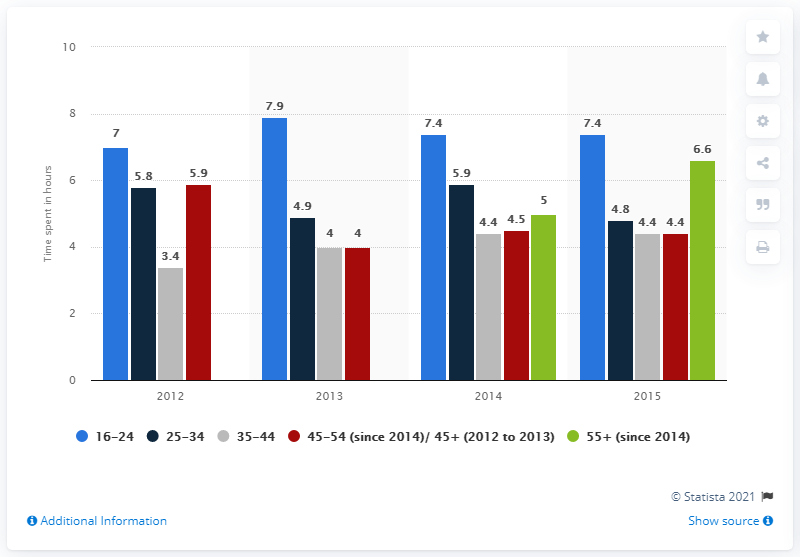 Time spent in hours
10
8
6
4
2
0
7 5.8 3.4 5.9
7.9 4.9 4 4
7.4 5.9 4.4 4.5 5
7.4 4.8 4.4 4.4 6.6
2012 2013 2014 2015
16-24 25-34 35-44 45-54 (since 2014)/ 45+ (2012 to 2013) 55+ (since 2014)
© Statista 2021
Additional Information Show source